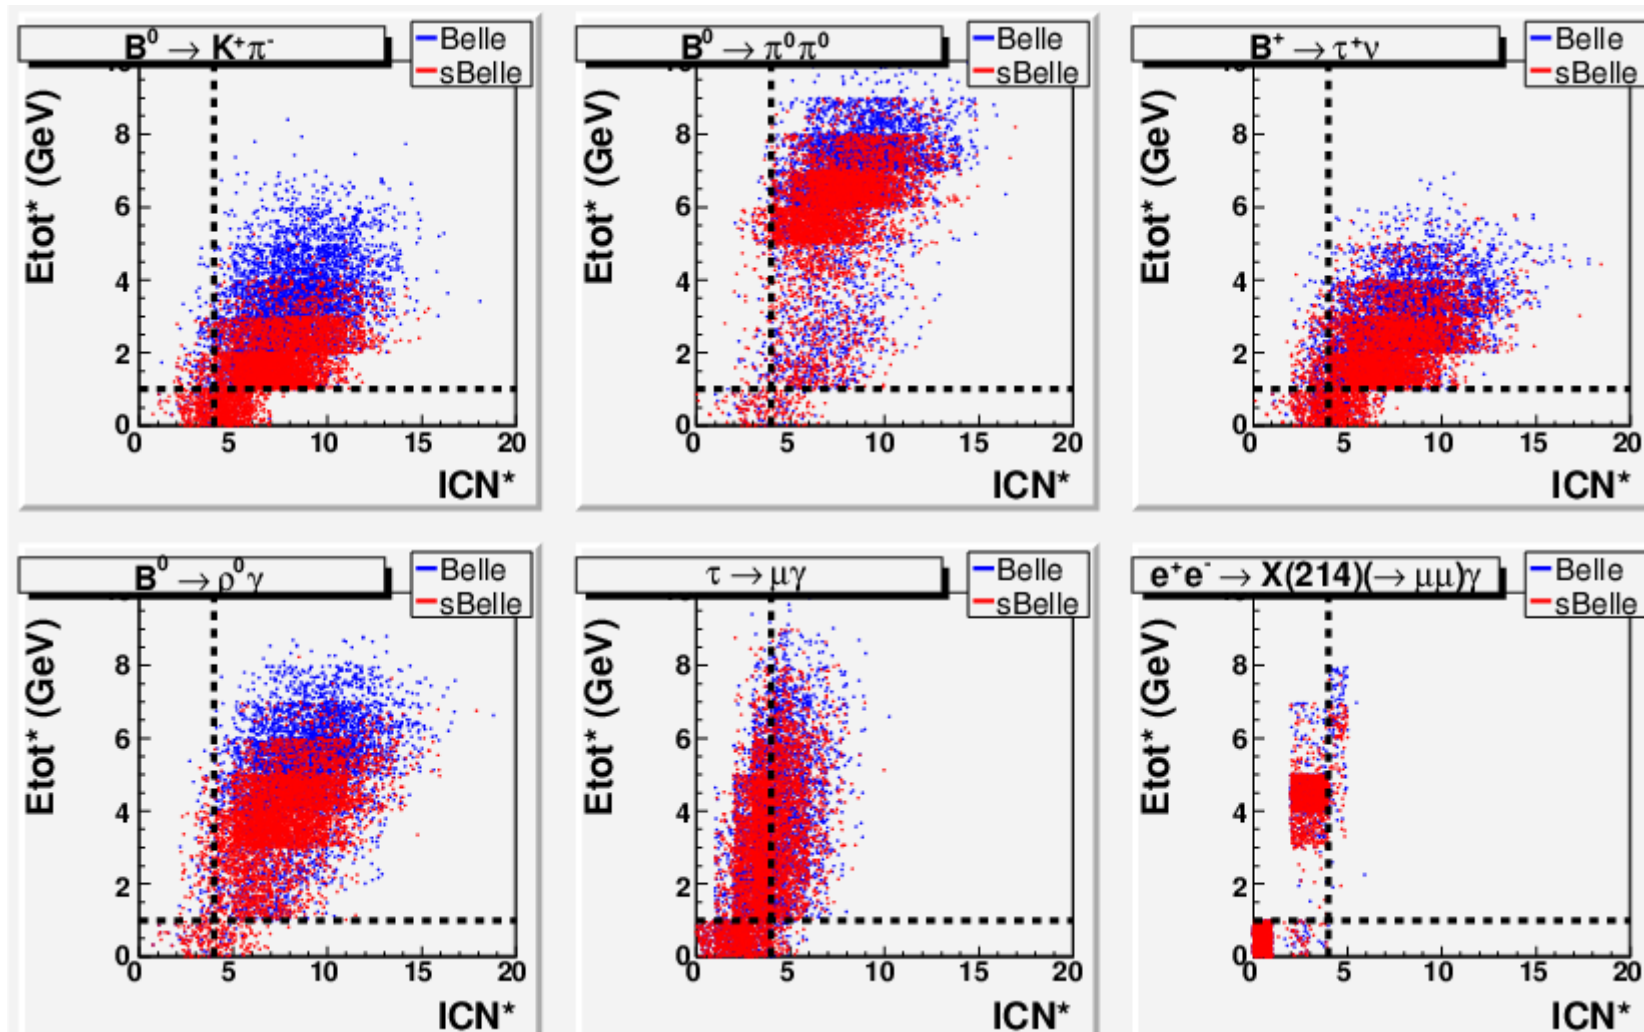 B⁰ → K⁺π⁻
Belle
sBelle
Etot* (GeV)
8
6
4
2
0
0 5 10 15 20
ICN*
B⁰ → π⁰π⁰
Belle
sBelle
Etot* (GeV)
8
6
4
2
0
0 5 10 15 20
ICN*
B⁺ → τ⁺ν
Belle
sBelle
Etot* (GeV)
8
6
4
2
0
0 5 10 15 20
ICN*
B⁰ → ρ⁰γ
Belle
sBelle
Etot* (GeV)
8
6
4
2
0
0 5 10 15 20
ICN*
τ → μγ
Belle
sBelle
Etot* (GeV)
8
6
4
2
0
0 5 10 15 20
ICN*
e⁺e⁻ → X(214)(→ μμ)γ
Belle
sBelle
Etot* (GeV)
8
6
4
2
0
0 5 10 15 20
ICN*